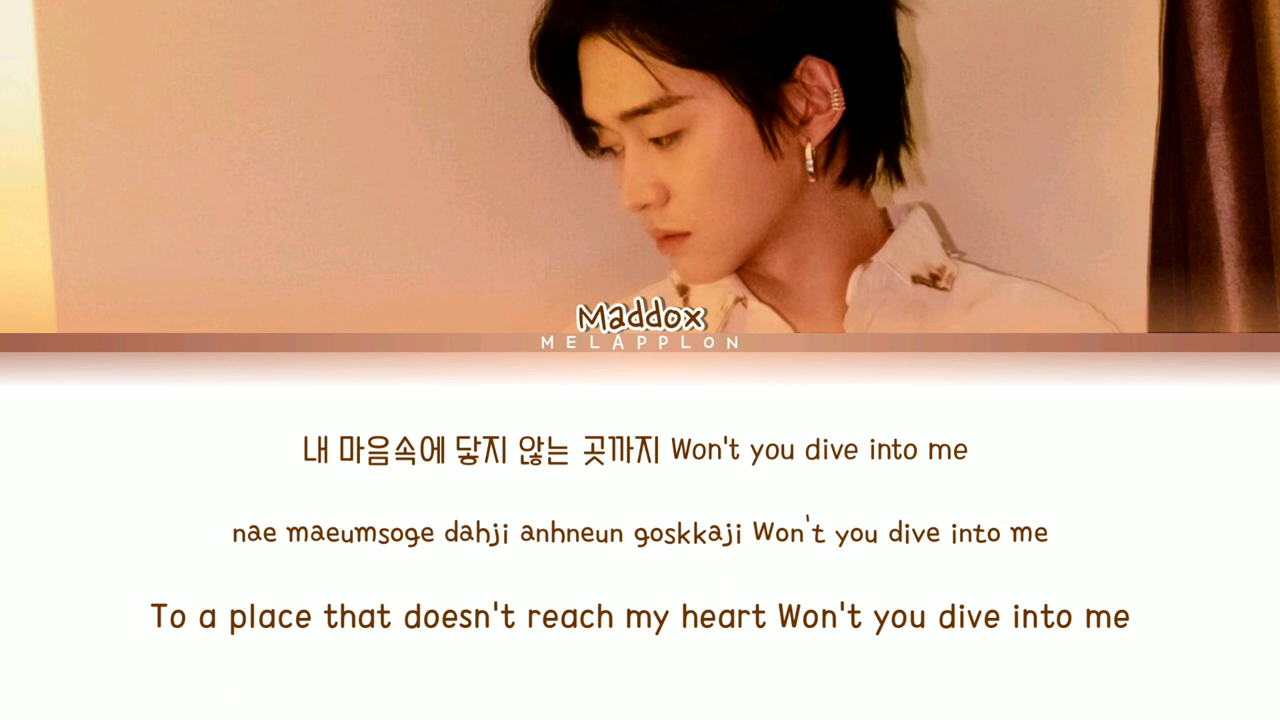 Maddox
MELAPPLON
내 마음속에 닿지 않는 곳까지 Won't you dive into me
nae maeumsoge dahji anhneun goskkaji Won't you dive into me
To a place that doesn't reach my heart Won't you dive into me